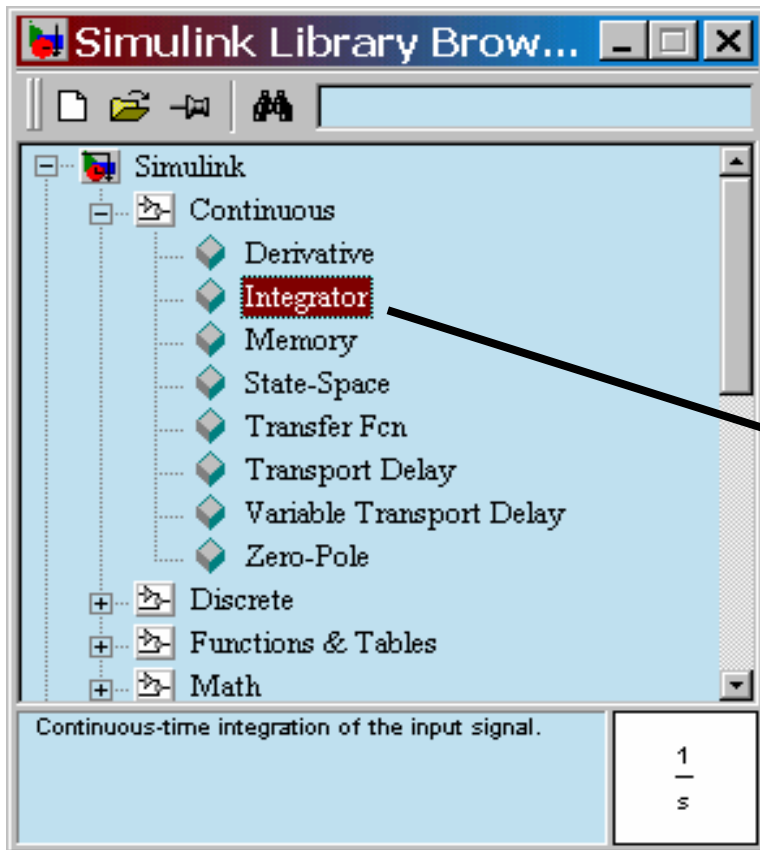 Simulink Library Brow...
Simulink
Continuous
Derivative
Integrator
Memory
State-Space
Transfer Fcn
Transport Delay
Variable Transport Delay
Zero-Pole
Discrete
Functions & Tables
Math
Continuous-time integration of the input signal.
1
s